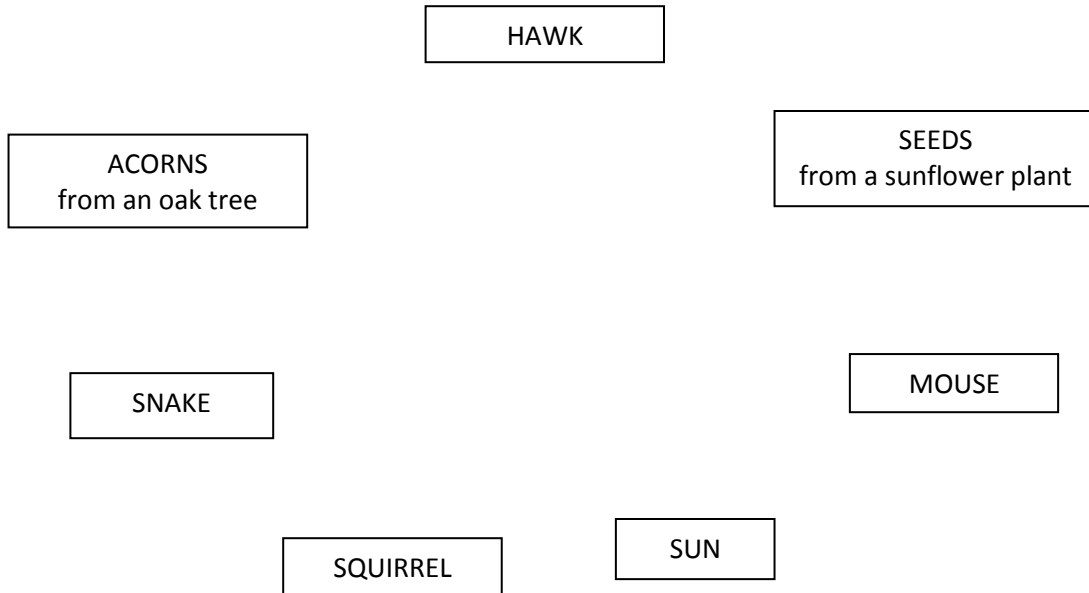 HAWK
ACORNS
from an oak tree
SEEDS
from a sunflower plant
SNAKE
MOUSE
SQUIRREL
SUN